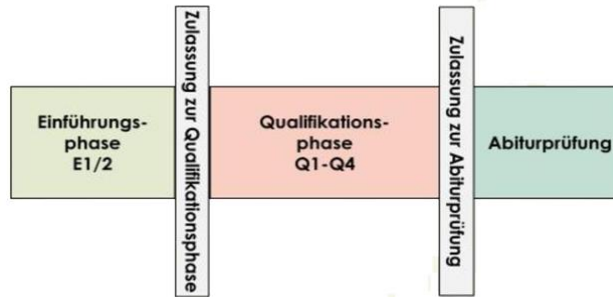 Einführungs-
phase
E1/2
Zulassung zur Qualifikationsphase
Qualifikations-
phase
Q1-Q4
Zulassung zur Abiturprüfung
Abiturprüfung